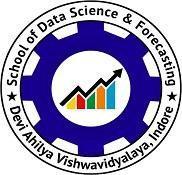 School of Data Science & Forecasting
★ Devi Ahilya Vishwavidyalaya, Indore ★